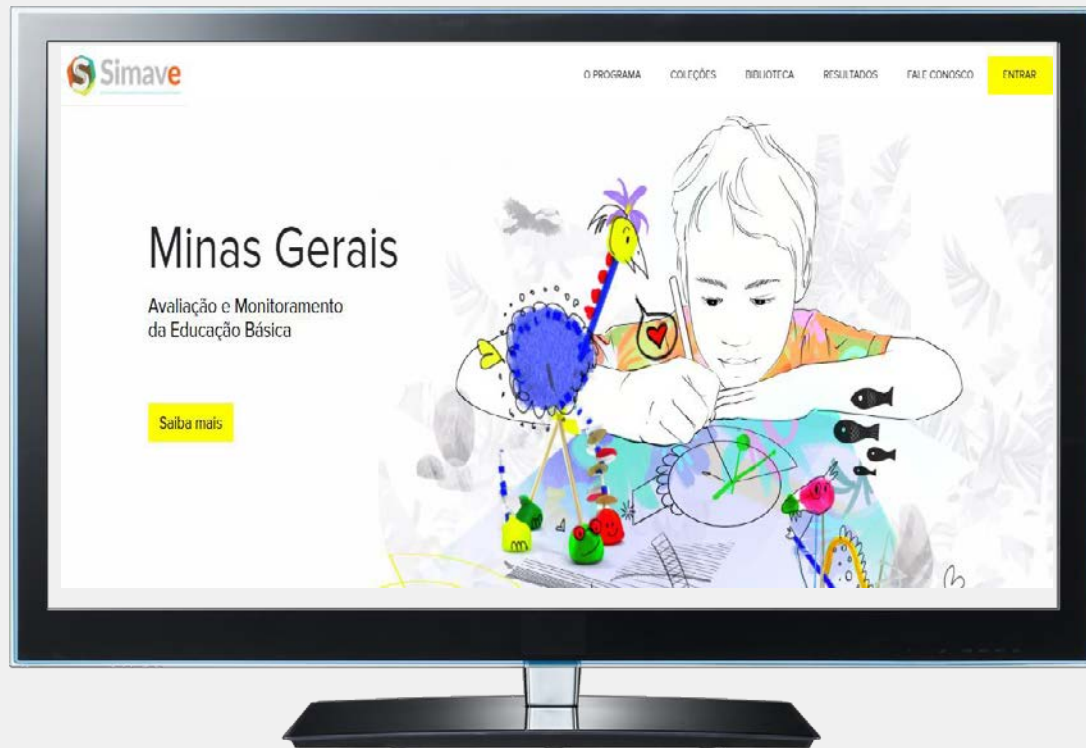 Simave
O PROGRAMA COLEÇÕES BIBLIOTECA RESULTADOS FALE CONOSCO ENTRAR
Minas Gerais
Avaliação e Monitoramento
da Educação Básica
Saiba mais